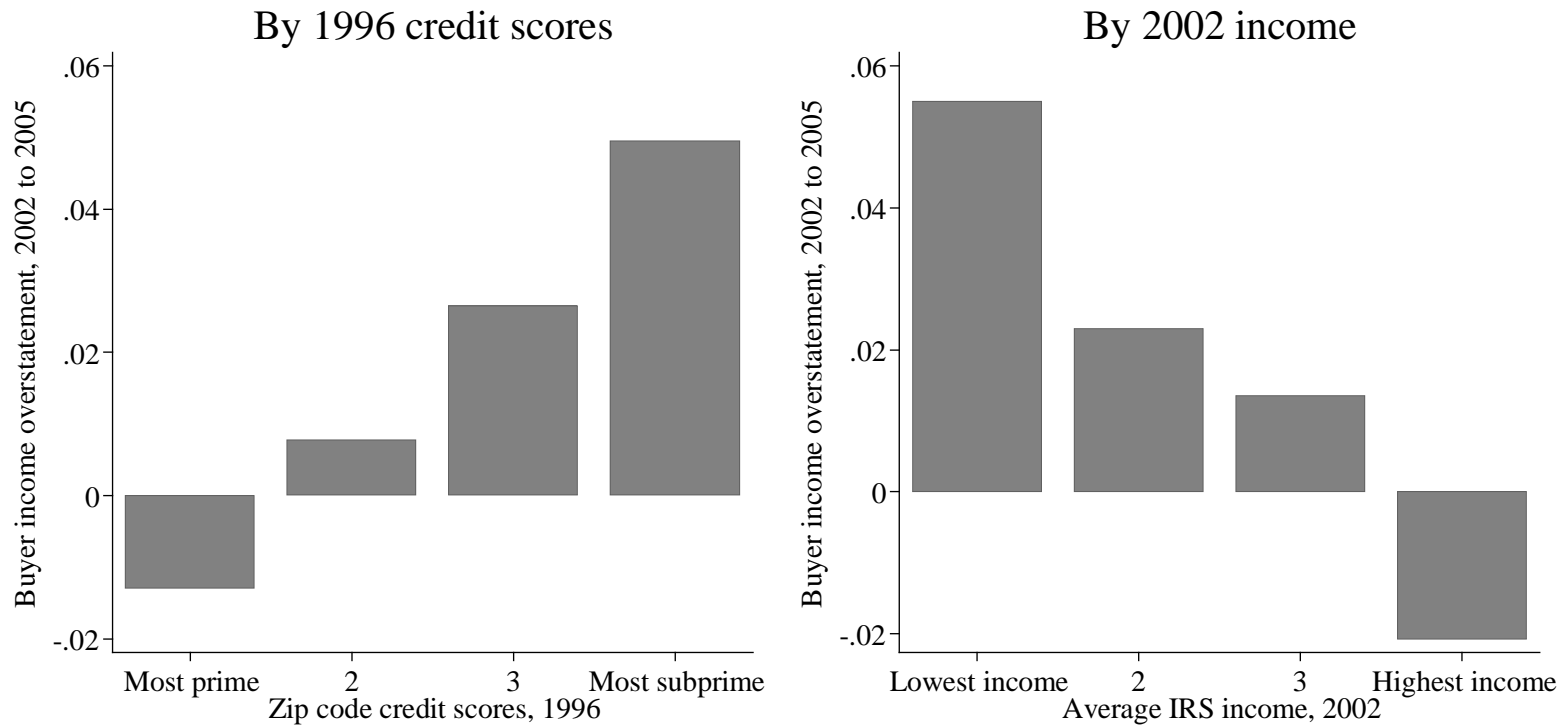 By 1996 credit scores
Buyer income overstatement, 2002 to 2005
.06
.04
.02
0
-.02
Most prime 2 3 Most subprime
Zip code credit scores, 1996
By 2002 income
Buyer income overstatement, 2002 to 2005
.06
.04
.02
0
-.02
Lowest income 2 3 Highest income
Average IRS income, 2002